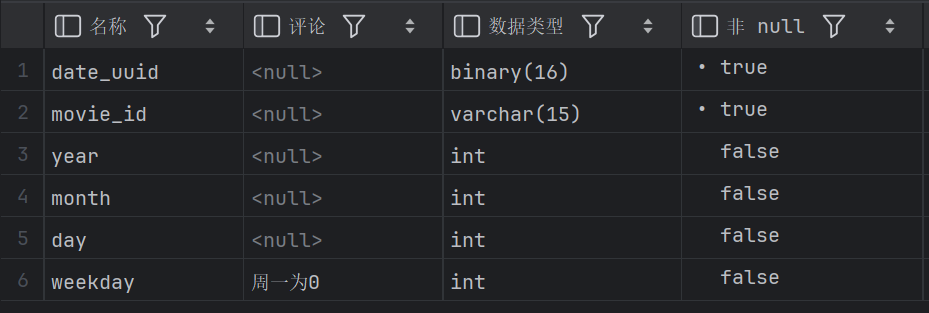 名称 评论 数据类型 非 null
1 date_uuid <null> binary(16) • true
2 movie_id <null> varchar(15) • true
3 year <null> int false
4 month <null> int false
5 day <null> int false
6 weekday 周一为0 int false